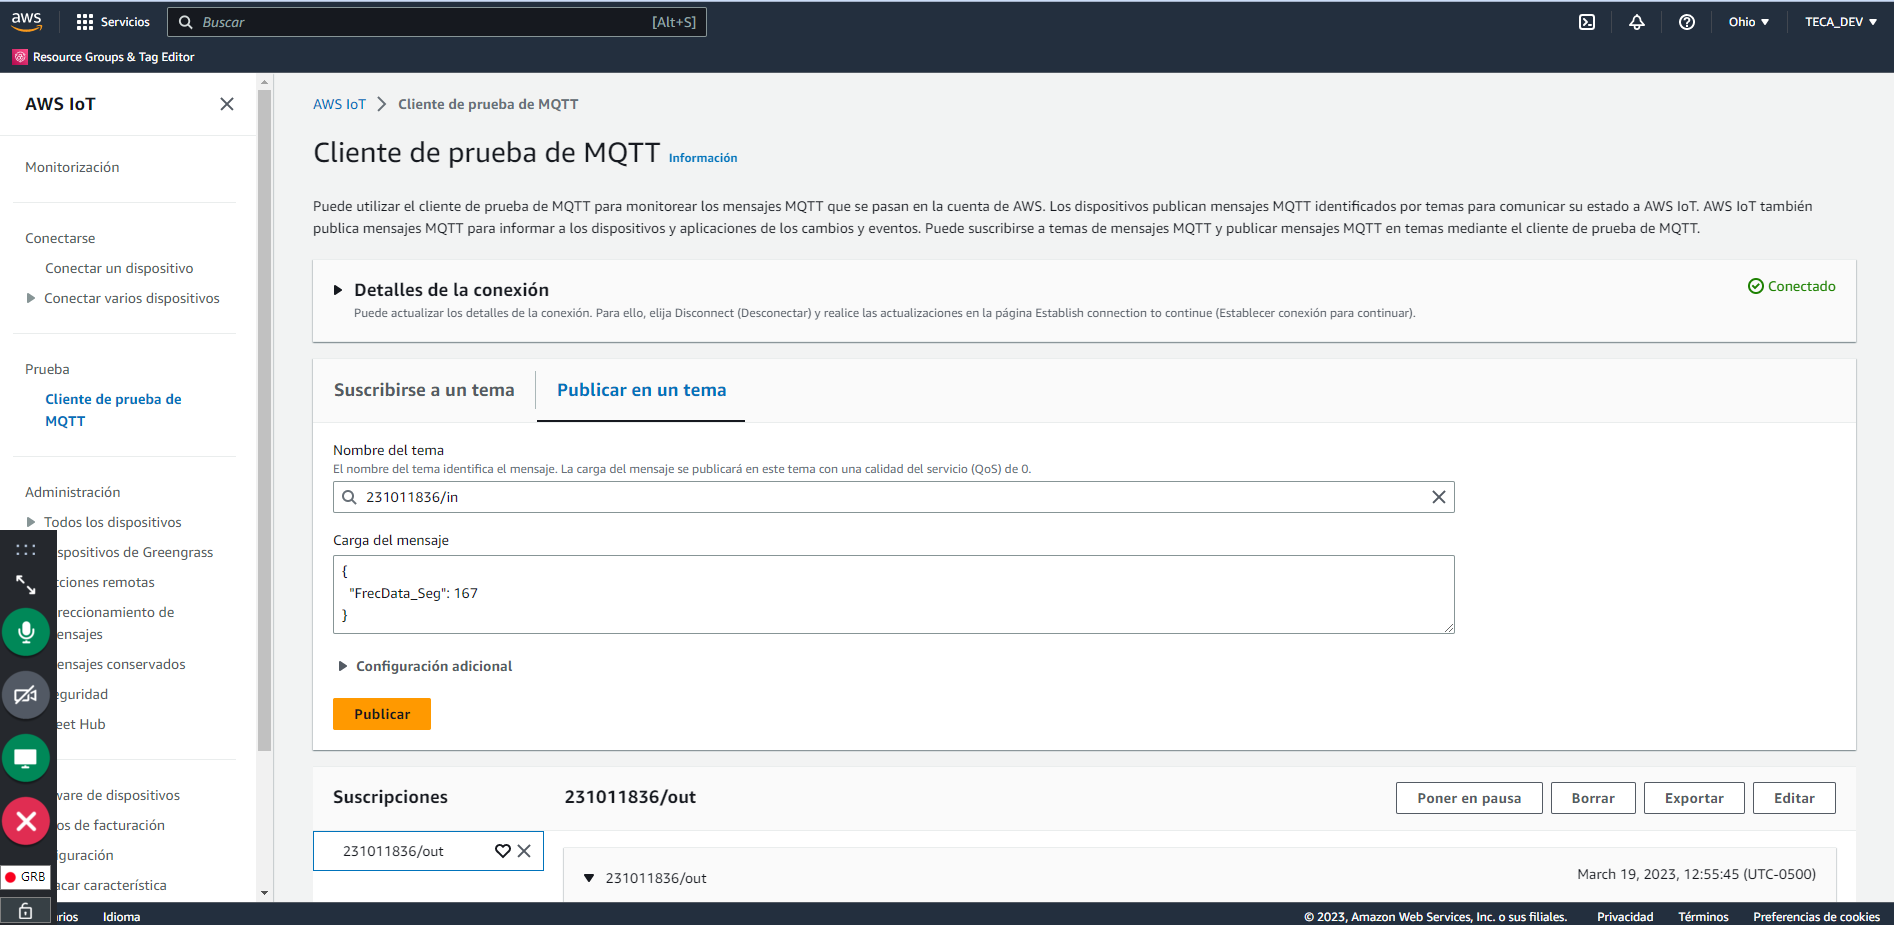 aws
Servicios
Buscar
[Alt+S]
Ohio
TECA_DEV
Resource Groups & Tag Editor
AWS IoT
Monitorización
Conectarse
Conectar un dispositivo
Conectar varios dispositivos
Prueba
Cliente de prueba de
MQTT
Administración
Todos los dispositivos
spositivos de Greengrass
ciones remotas
reccionamiento de
ensajes
ensajes conservados
eguridad
eet Hub
ware de dispositivos
os de facturación
iguración
acar característica
GRB
AWS IoT
Cliente de prueba de MQTT
Cliente de prueba de MQTT
Información
Puede utilizar el cliente de prueba de MQTT para monitorear los mensajes MQTT que se pasan en la cuenta de AWS. Los dispositivos publican mensajes MQTT identificados por temas para comunicar su estado a AWS IoT. AWS IoT también
publica mensajes MQTT para informar a los dispositivos y aplicaciones de los cambios y eventos. Puede suscribirse a temas de mensajes MQTT y publicar mensajes MQTT en temas mediante el cliente de prueba de MQTT.
Detalles de la conexión
Conectado
Puede actualizar los detalles de la conexión. Para ello, elija Disconnect (Desconectar) y realice las actualizaciones en la página Establish connection to continue (Establecer conexión para continuar).
Suscribirse a un tema
Publicar en un tema
Nombre del tema
El nombre del tema identifica el mensaje. La carga del mensaje se publicará en este tema con una calidad del servicio (QoS) de 0.
231011836/in
Carga del mensaje
{
"FrecData_Seg": 167
}
Configuración adicional
Publicar
Suscripciones
231011836/out
Poner en pausa
Borrar
Exportar
Editar
231011836/out
231011836/out
March 19, 2023, 12:55:45 (UTC-0500)
rios
Idioma
© 2023, Amazon Web Services, Inc. o sus filiales.
Privacidad
Términos
Preferencias de cookies